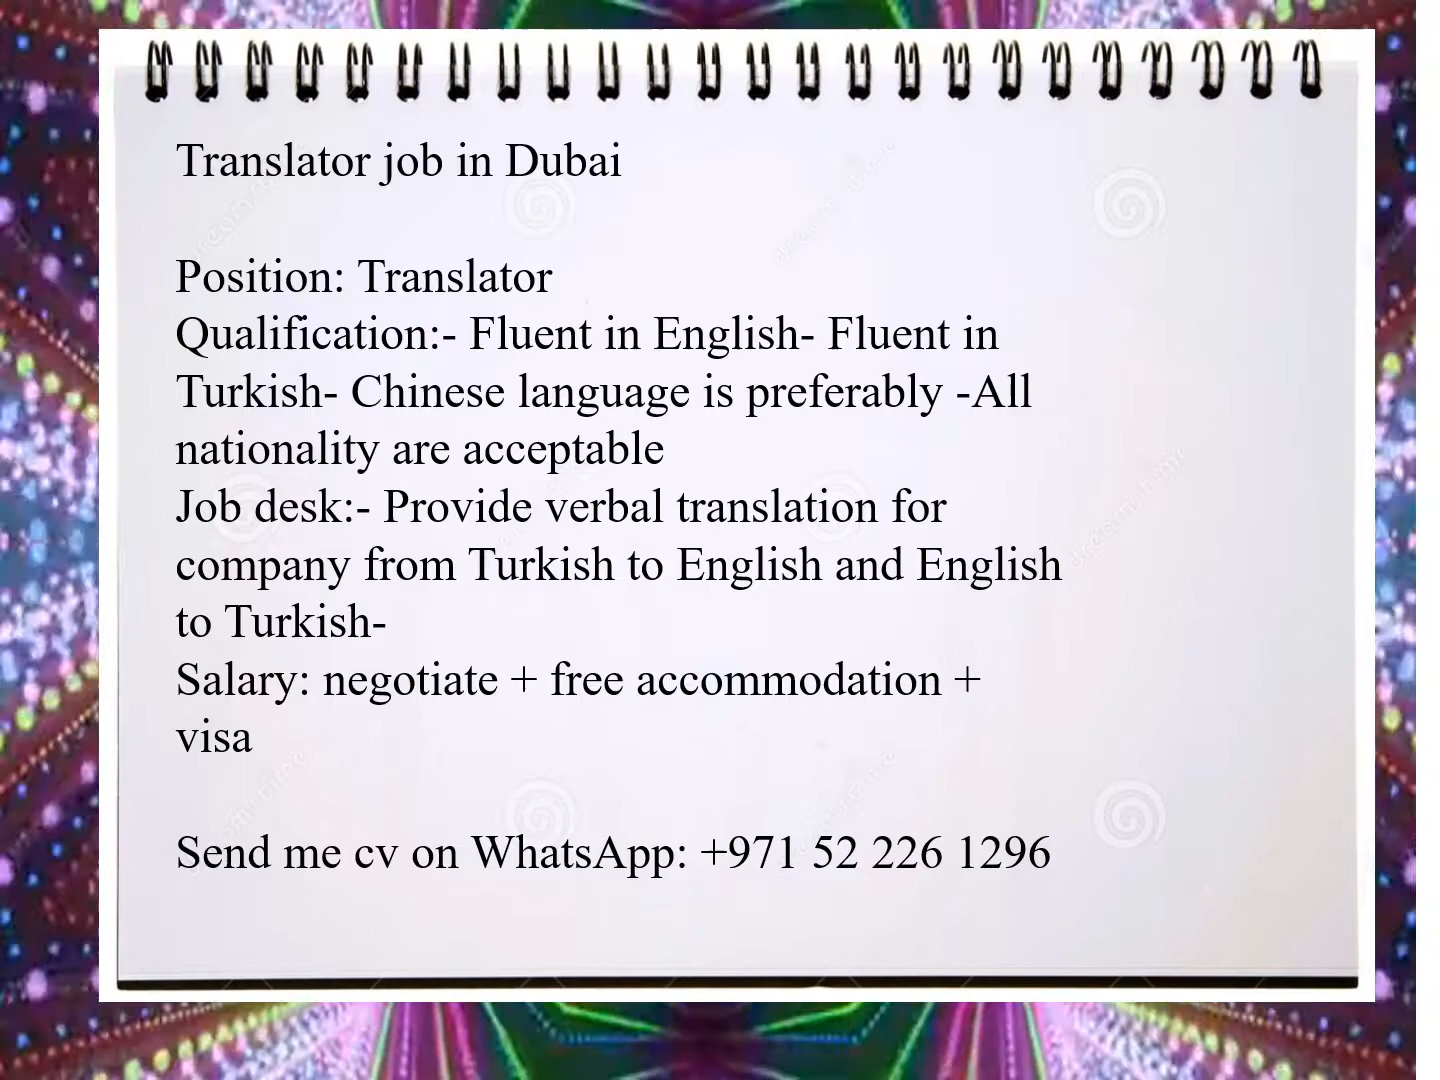 Translator job in Dubai
Position: Translator
Qualification:- Fluent in English- Fluent in
Turkish- Chinese language is preferably -All
nationality are acceptable
Job desk:- Provide verbal translation for
company from Turkish to English and English
to Turkish-
Salary: negotiate + free accommodation +
visa
Send me cv on WhatsApp: +971 52 226 1296